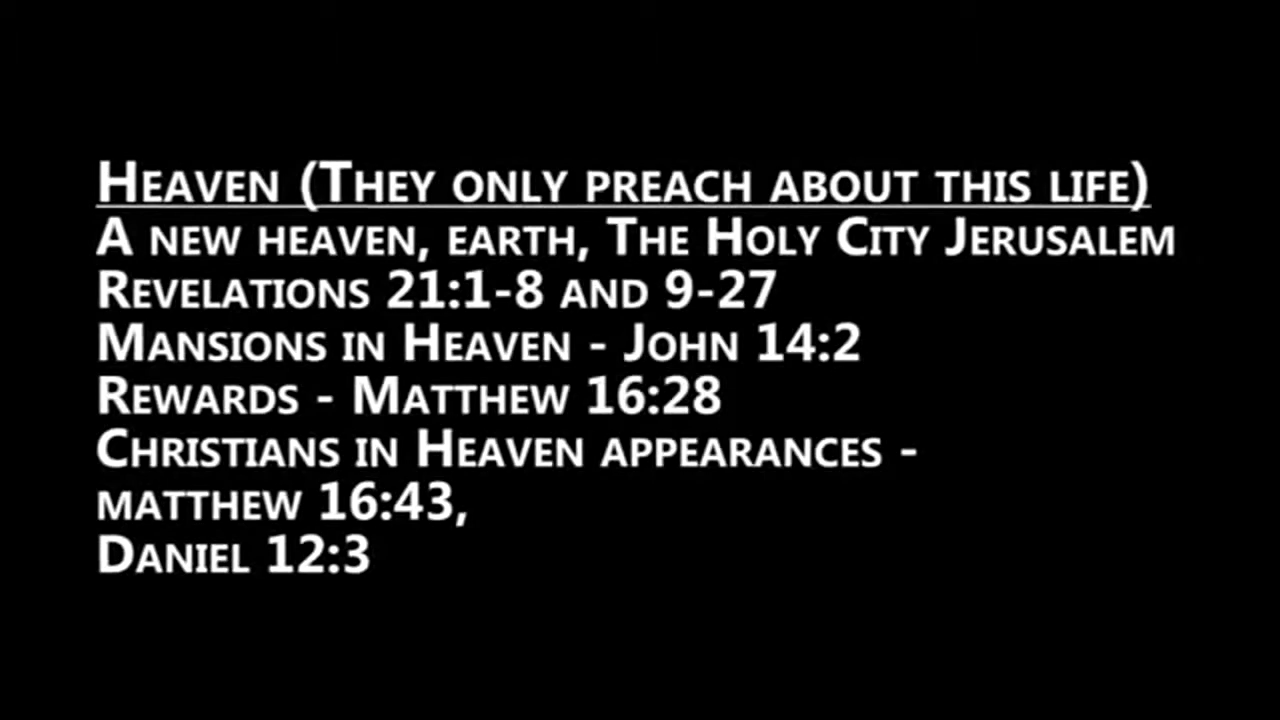 Heaven (They only preach about this life)
A new heaven, earth, The Holy City Jerusalem
Revelations 21:1-8 and 9-27
Mansions in Heaven - John 14:2
Rewards - Matthew 16:28
Christians in Heaven appearances -
matthew 16:43,
Daniel 12:3